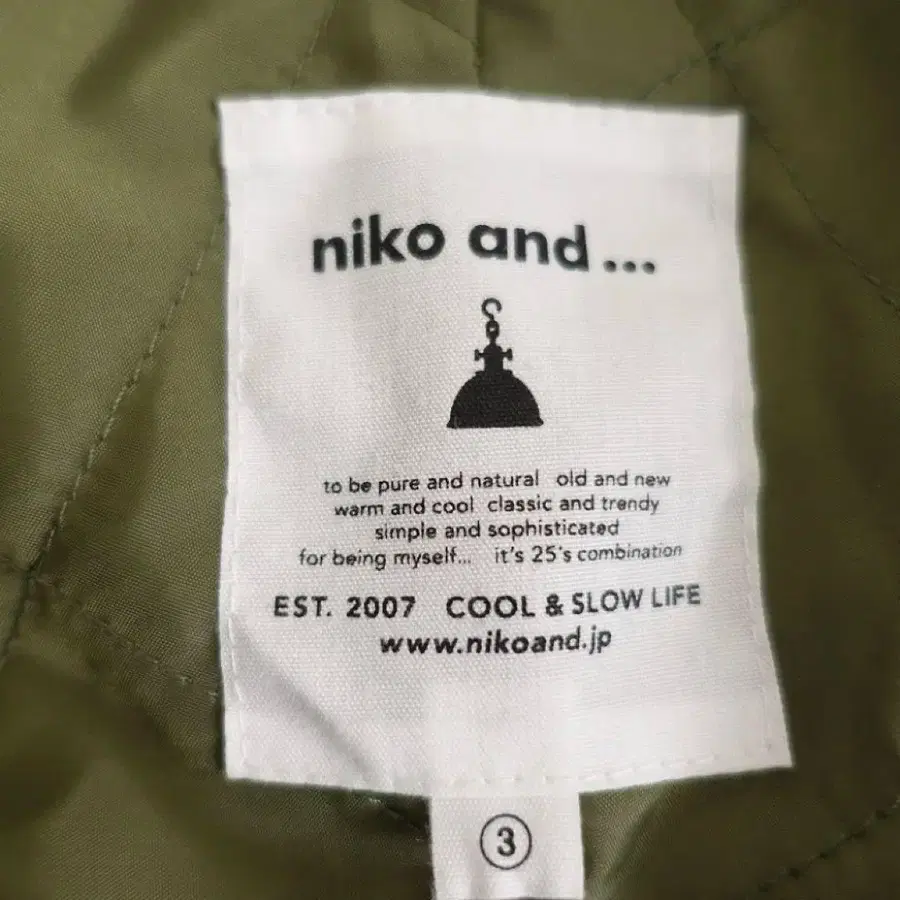 niko and ...
to be pure and natural old and new
warm and cool classic and trendy
simple and sophisticated
for being myself... it's 25's combination
EST. 2007 COOL & SLOW LIFE
www.nikoand.jp
3